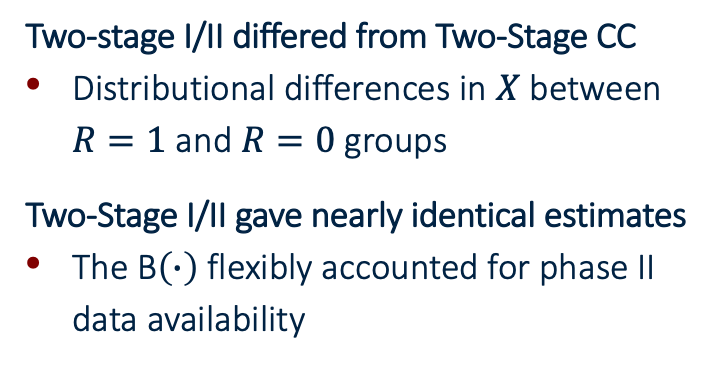 Two-stage I/II differed from Two-Stage CC
• Distributional differences in X between
R = 1 and R = 0 groups
Two-Stage I/II gave nearly identical estimates
• The B(·) flexibly accounted for phase II
data availability